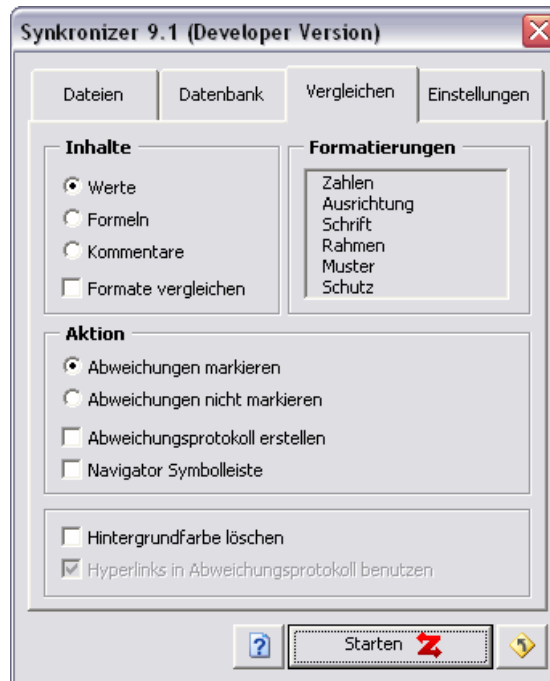 Synkronizer 9.1 (Developer Version)
Dateien
Datenbank
Vergleichen
Einstellungen
Inhalte
Werte
Formeln
Kommentare
Formate vergleichen
Formatierungen
Zahlen
Ausrichtung
Schrift
Rahmen
Muster
Schutz
Aktion
Abweichungen markieren
Abweichungen nicht markieren
Abweichungsprotokoll erstellen
Navigator Symbolleiste
Hintergrundfarbe löschen
Hyperlinks in Abweichungsprotokoll benutzen
Starten